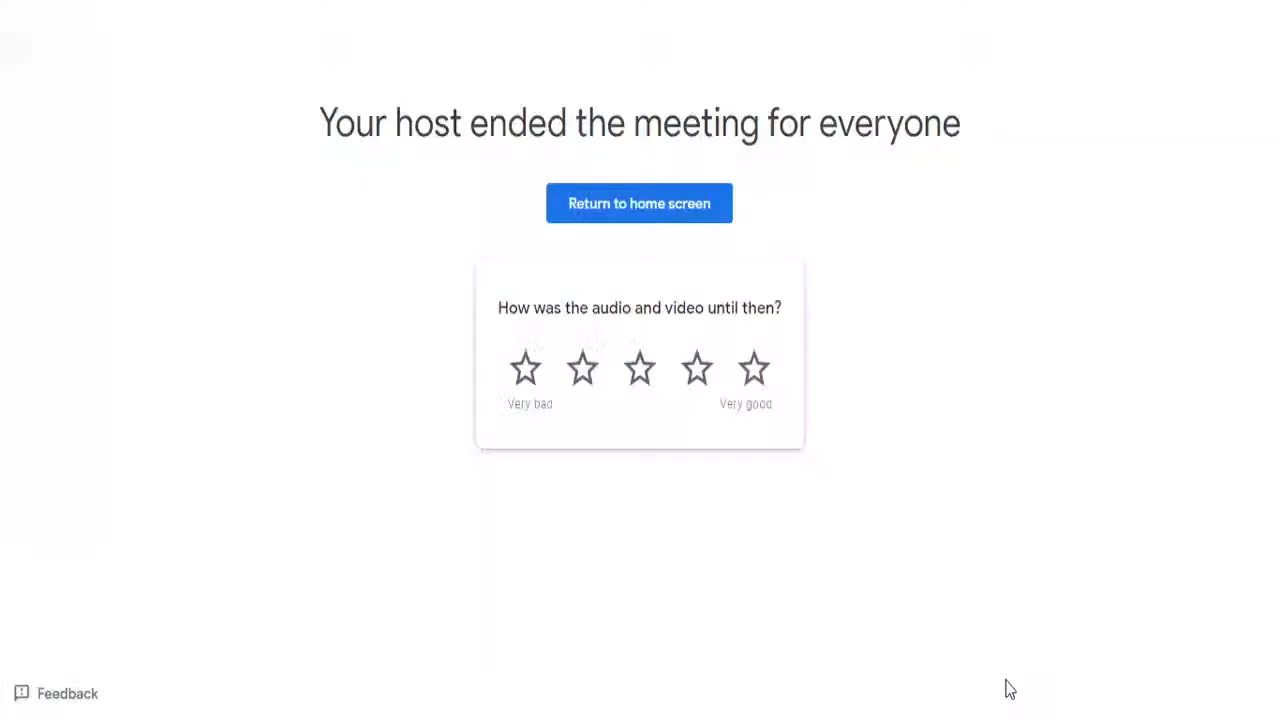 Your host ended the meeting for everyone
Return to home screen
How was the audio and video until then?
Very bad Very good
Feedback